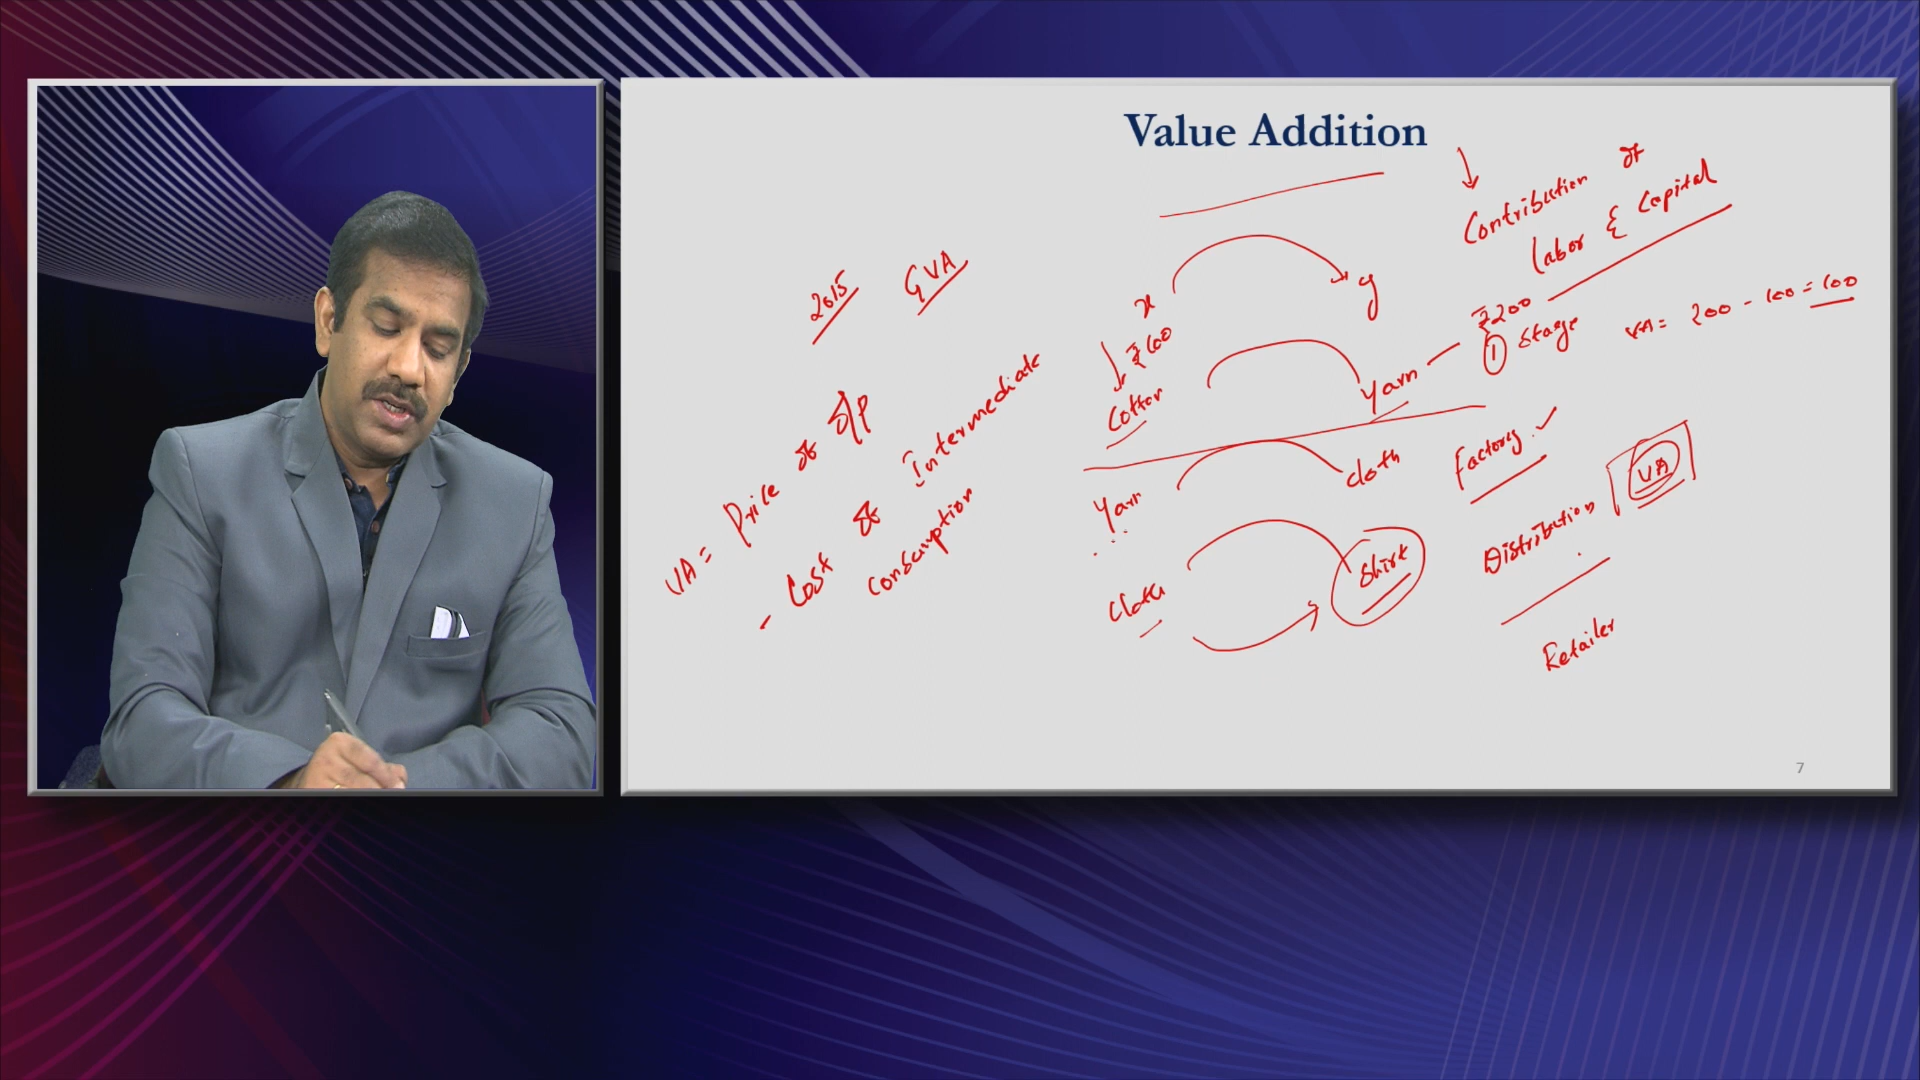 Value Addition
Contribution of
Labor & Capital
2015 GVA
x
y
₹100
Cotton
Yarn
₹200
① Stage
VA = 200 - 100 = 100
VA = Price of O/P
- Cost of Intermediate
Consumption
Yarn
...
Cloth
Factory ✓
Cloth
Shirt
Distribution
VA
Retailer
7